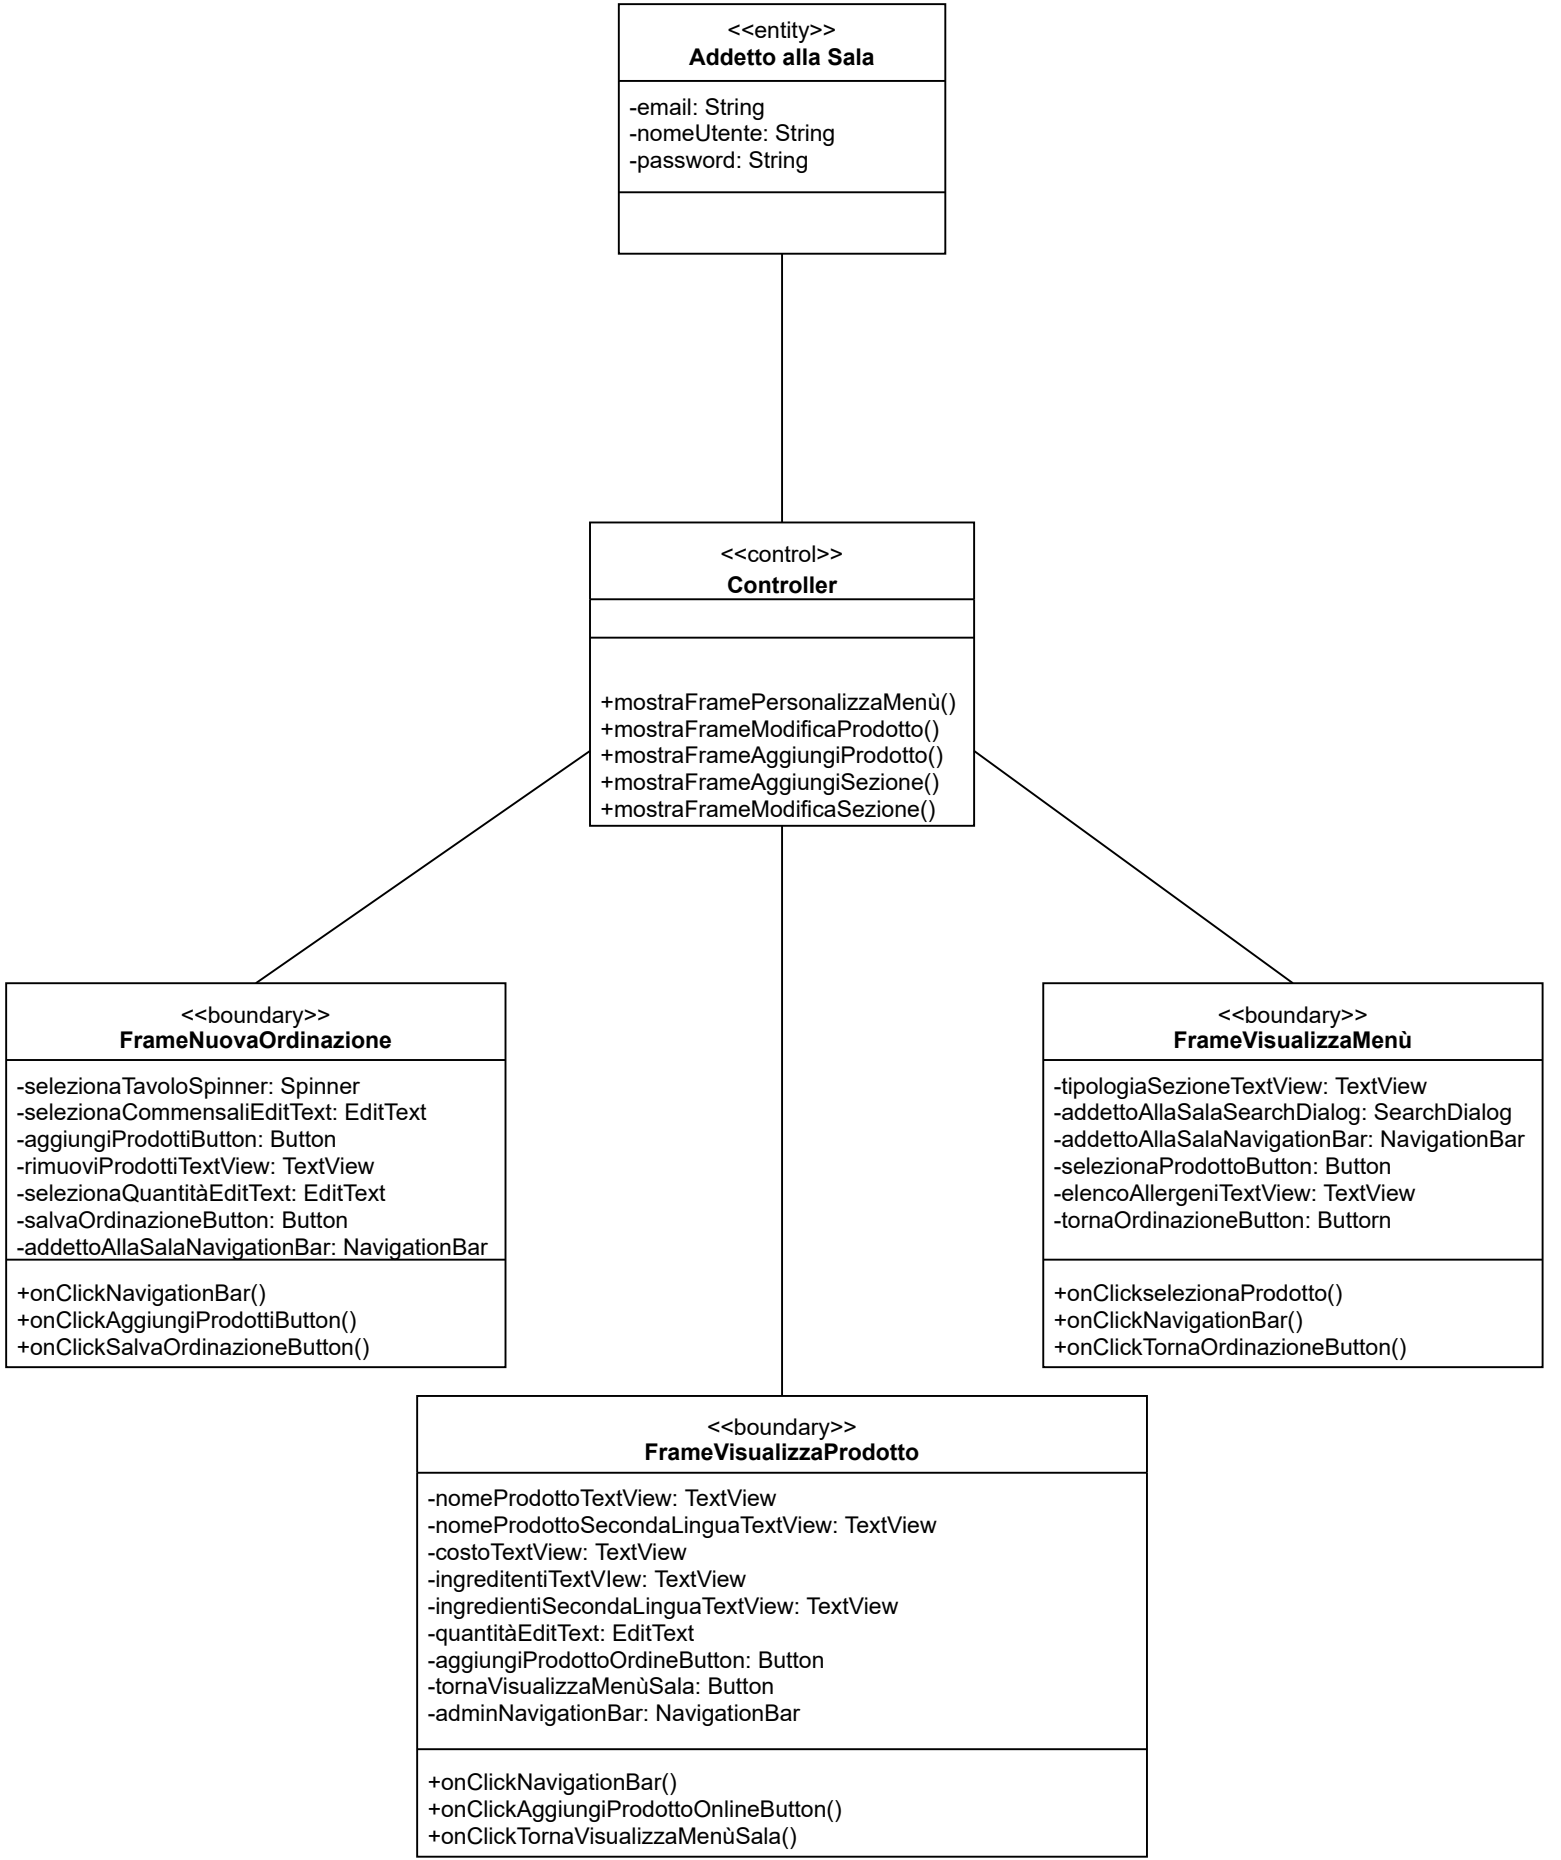 <<entity>>
Addetto alla Sala
-email: String
-nomeUtente: String
-password: String
<<control>>
Controller
+mostraFramePersonalizzaMenù()
+mostraFrameModificaProdotto()
+mostraFrameAggiungiProdotto()
+mostraFrameAggiungiSezione()
+mostraFrameModificaSezione()
<<boundary>>
FrameNuovaOrdinazione
-selezionaTavoloSpinner: Spinner
-selezionaCommensaliEditText: EditText
-aggiungiProdottiButton: Button
-rimuoviProdottiTextView: TextView
-selezionaQuantitàEditText: EditText
-salvaOrdinazioneButton: Button
-addettoAllaSalaNavigationBar: NavigationBar
+onClickNavigationBar()
+onClickAggiungiProdottiButton()
+onClickSalvaOrdinazioneButton()
<<boundary>>
FrameVisualizzaMenù
-tipologiaSezioneTextView: TextView
-addettoAllaSalaSearchDialog: SearchDialog
-addettoAllaSalaNavigationBar: NavigationBar
-selezionaProdottoButton: Button
-elencoAllergeniTextView: TextView
-tornaOrdinazioneButton: Buttorn
+onClickselezionaProdotto()
+onClickNavigationBar()
+onClickTornaOrdinazioneButton()
<<boundary>>
FrameVisualizzaProdotto
-nomeProdottoTextView: TextView
-nomeProdottoSecondaLinguaTextView: TextView
-costoTextView: TextView
-ingreditentiTextVIew: TextView
-ingredientiSecondaLinguaTextView: TextView
-quantitàEditText: EditText
-aggiungiProdottoOrdineButton: Button
-tornaVisualizzaMenùSala: Button
-adminNavigationBar: NavigationBar
+onClickNavigationBar()
+onClickAggiungiProdottoOnlineButton()
+onClickTornaVisualizzaMenùSala()